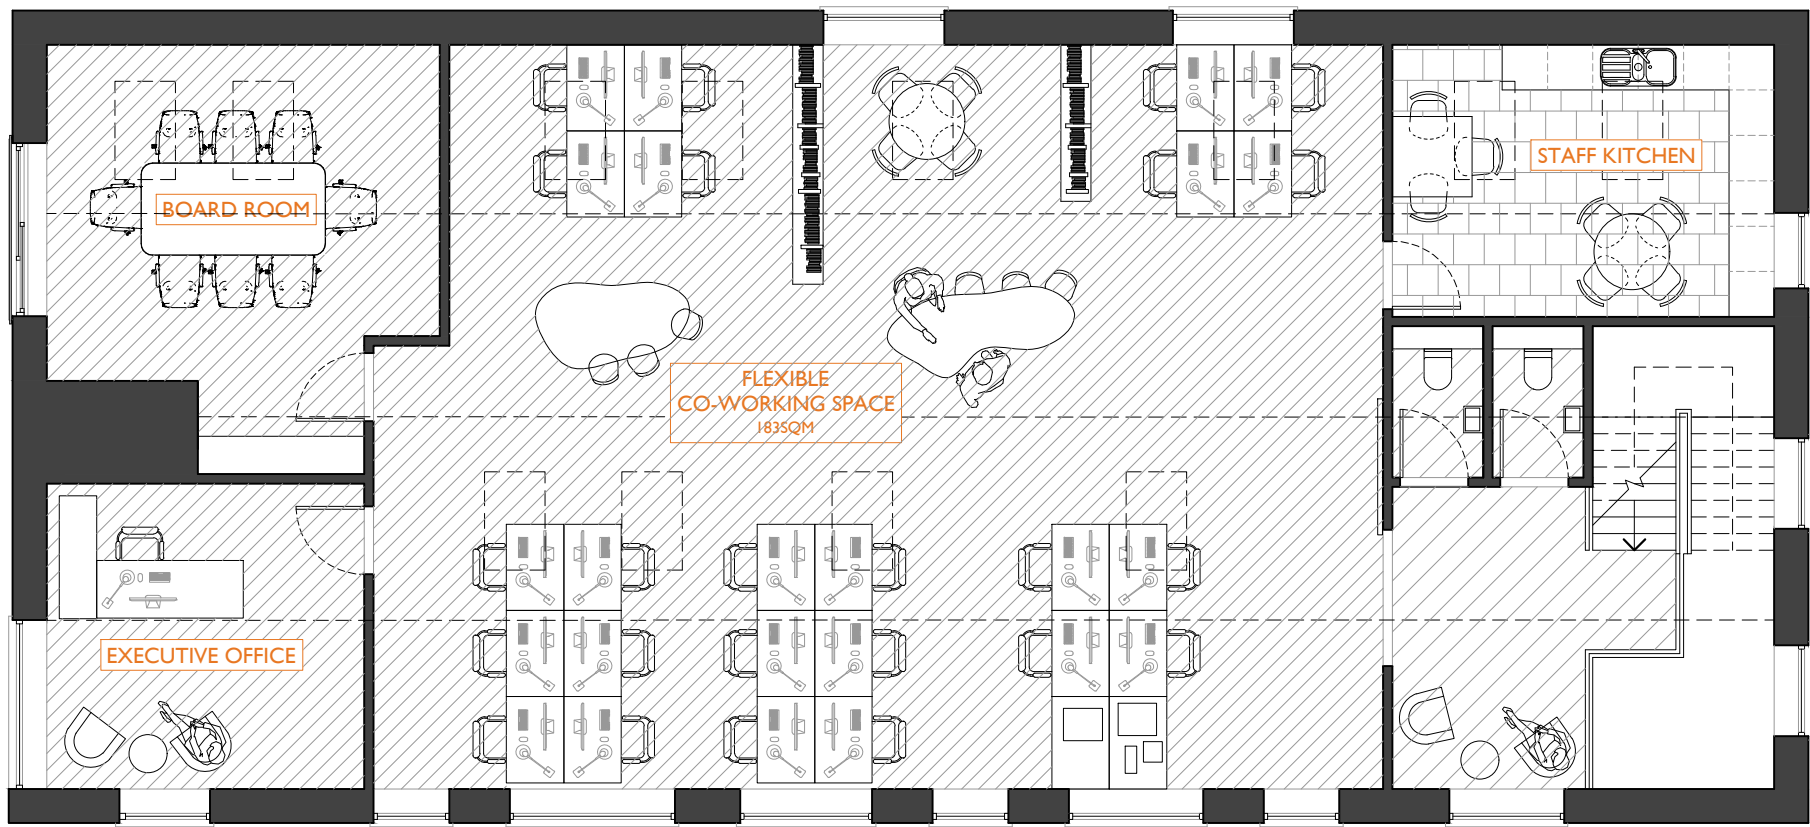 BOARD ROOM
STAFF KITCHEN
FLEXIBLE
CO-WORKING SPACE
183SQM
EXECUTIVE OFFICE